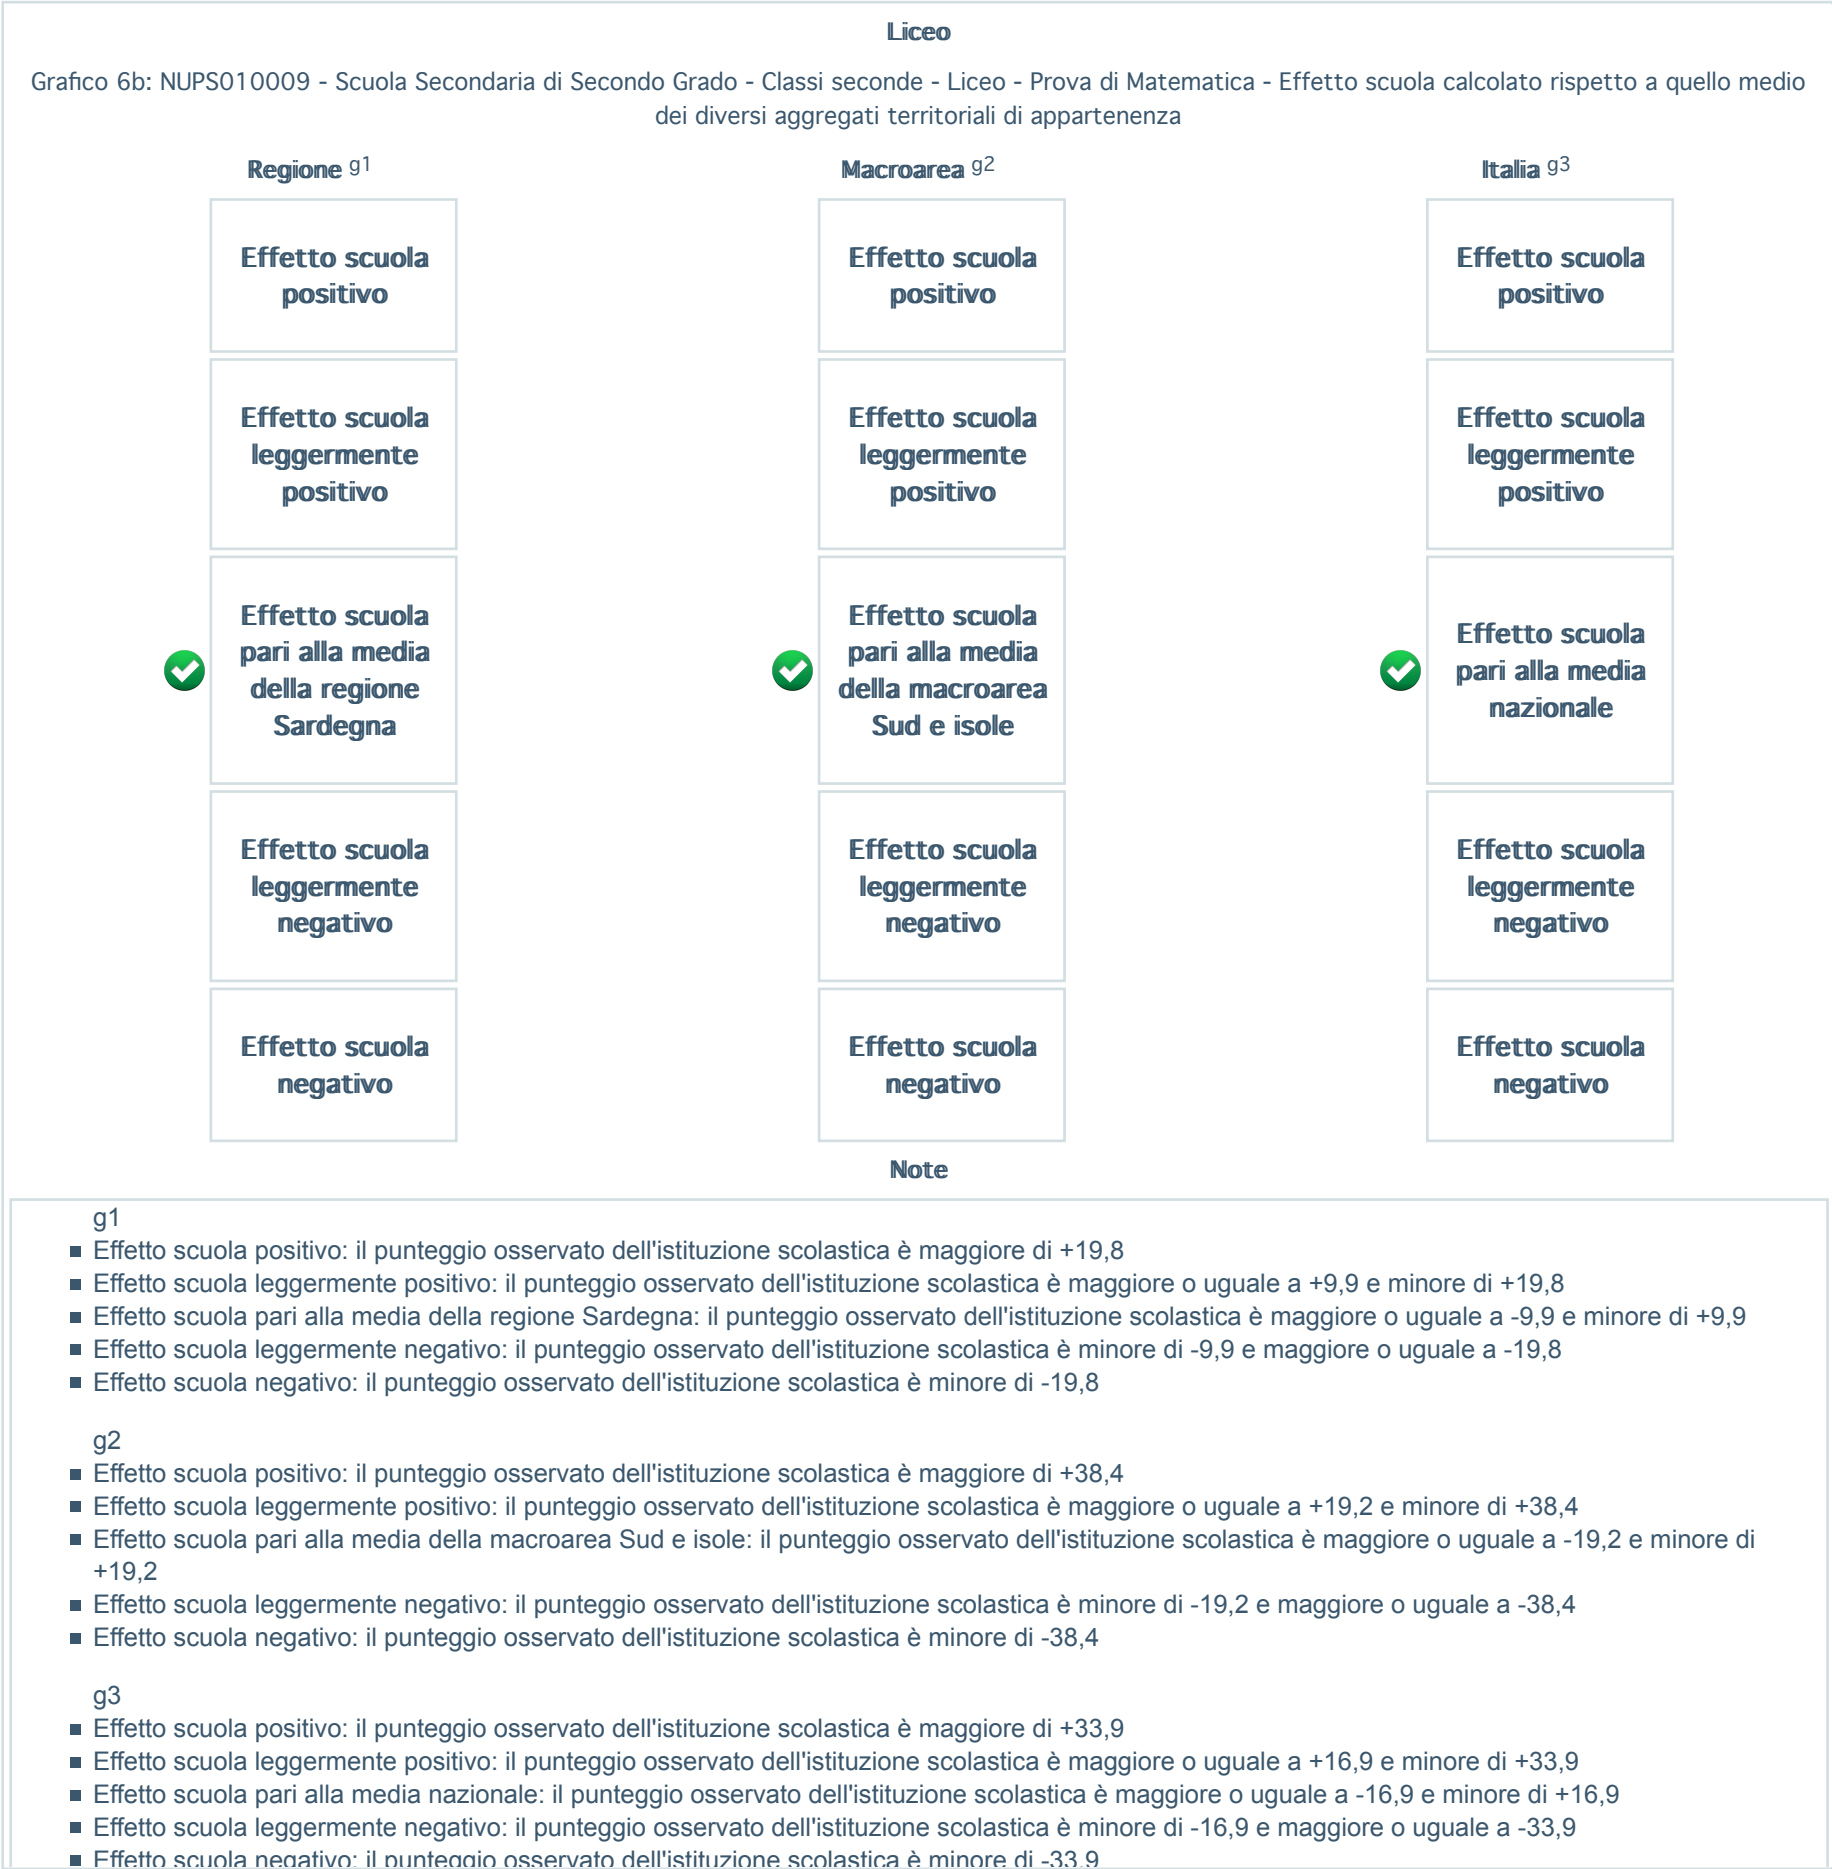 Liceo
Grafico 6b: NUPS010009 - Scuola Secondaria di Secondo Grado - Classi seconde - Liceo - Prova di Matematica - Effetto scuola calcolato rispetto a quello medio
dei diversi aggregati territoriali di appartenenza
Regione g1
Effetto scuola
positivo
Effetto scuola
leggermente
positivo
Effetto scuola
pari alla media
della regione
Sardegna
Effetto scuola
leggermente
negativo
Effetto scuola
negativo
Macroarea g2
Effetto scuola
positivo
Effetto scuola
leggermente
positivo
Effetto scuola
pari alla media
della macroarea
Sud e isole
Effetto scuola
leggermente
negativo
Effetto scuola
negativo
Italia g3
Effetto scuola
positivo
Effetto scuola
leggermente
positivo
Effetto scuola
pari alla media
nazionale
Effetto scuola
leggermente
negativo
Effetto scuola
negativo
Note
g1
Effetto scuola positivo: il punteggio osservato dell'istituzione scolastica è maggiore di +19,8
Effetto scuola leggermente positivo: il punteggio osservato dell'istituzione scolastica è maggiore o uguale a +9,9 e minore di +19,8
Effetto scuola pari alla media della regione Sardegna: il punteggio osservato dell'istituzione scolastica è maggiore o uguale a -9,9 e minore di +9,9
Effetto scuola leggermente negativo: il punteggio osservato dell'istituzione scolastica è minore di -9,9 e maggiore o uguale a -19,8
Effetto scuola negativo: il punteggio osservato dell'istituzione scolastica è minore di -19,8
g2
Effetto scuola positivo: il punteggio osservato dell'istituzione scolastica è maggiore di +38,4
Effetto scuola leggermente positivo: il punteggio osservato dell'istituzione scolastica è maggiore o uguale a +19,2 e minore di +38,4
Effetto scuola pari alla media della macroarea Sud e isole: il punteggio osservato dell'istituzione scolastica è maggiore o uguale a -19,2 e minore di
+19,2
Effetto scuola leggermente negativo: il punteggio osservato dell'istituzione scolastica è minore di -19,2 e maggiore o uguale a -38,4
Effetto scuola negativo: il punteggio osservato dell'istituzione scolastica è minore di -38,4
g3
Effetto scuola positivo: il punteggio osservato dell'istituzione scolastica è maggiore di +33,9
Effetto scuola leggermente positivo: il punteggio osservato dell'istituzione scolastica è maggiore o uguale a +16,9 e minore di +33,9
Effetto scuola pari alla media nazionale: il punteggio osservato dell'istituzione scolastica è maggiore o uguale a -16,9 e minore di +16,9
Effetto scuola leggermente negativo: il punteggio osservato dell'istituzione scolastica è minore di -16,9 e maggiore o uguale a -33,9
Effetto scuola negativo: il punteggio osservato dell'istituzione scolastica è minore di -33,9